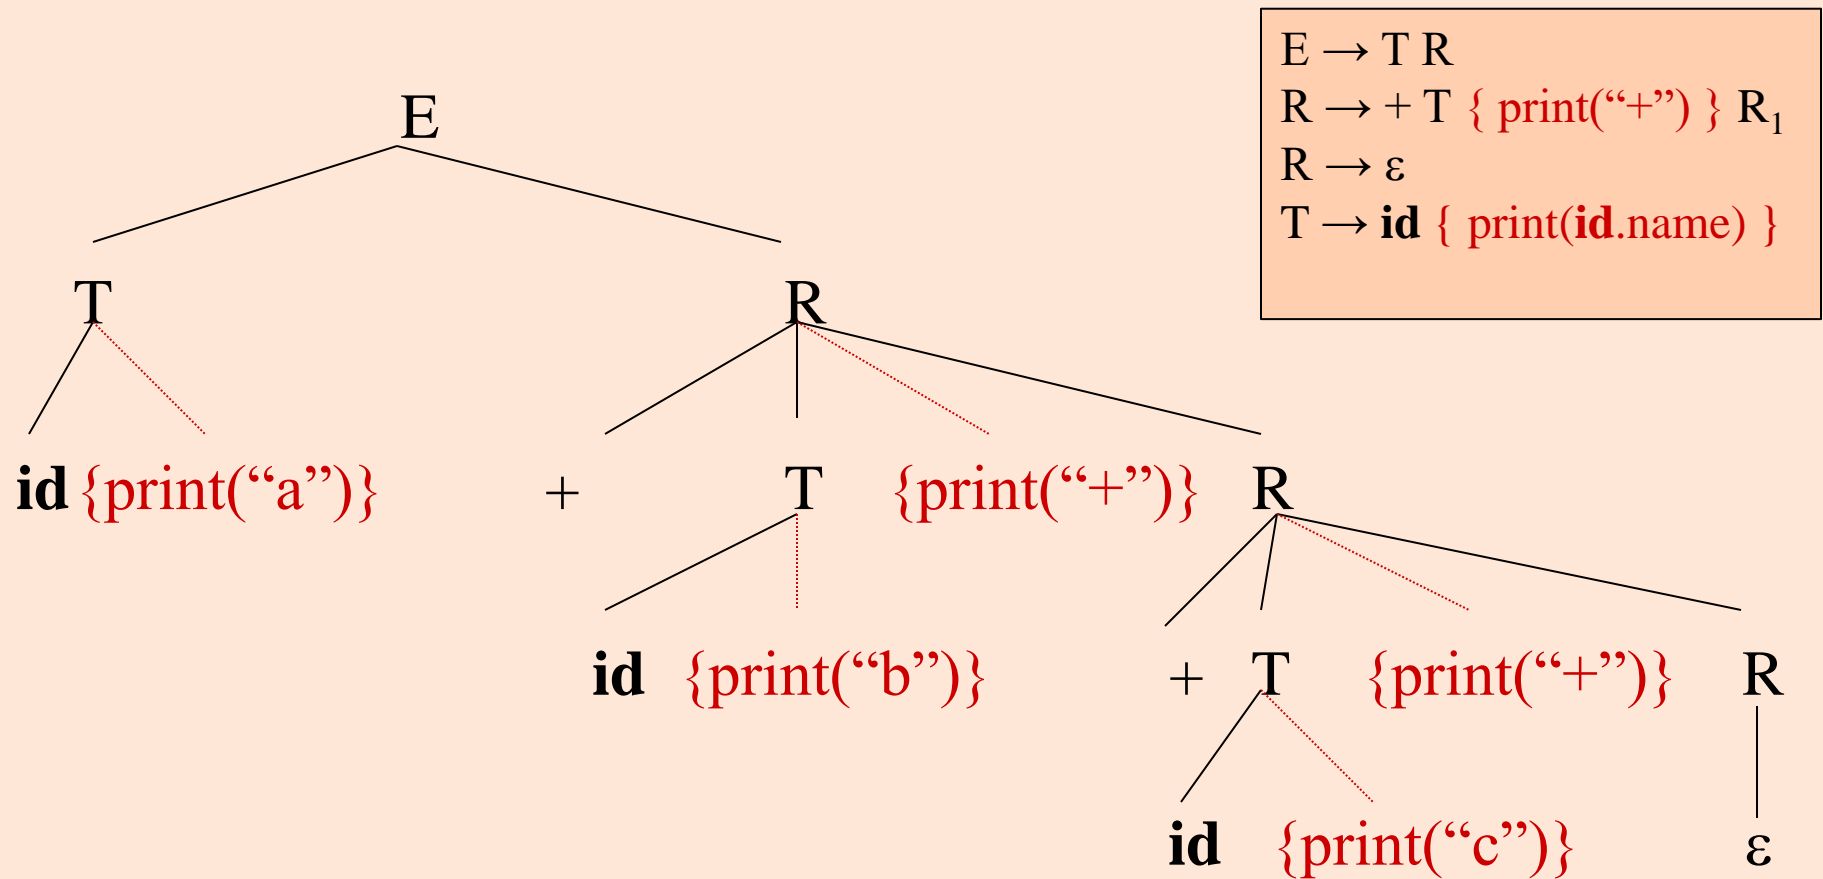 E → T R
R → + T { print(“+”) } R₁
R → ε
T → id { print(id.name) }
E
T R
id {print(“a”)} + T {print(“+”)} R
id {print(“b”)} + T {print(“+”)} R
id {print(“c”)} ε